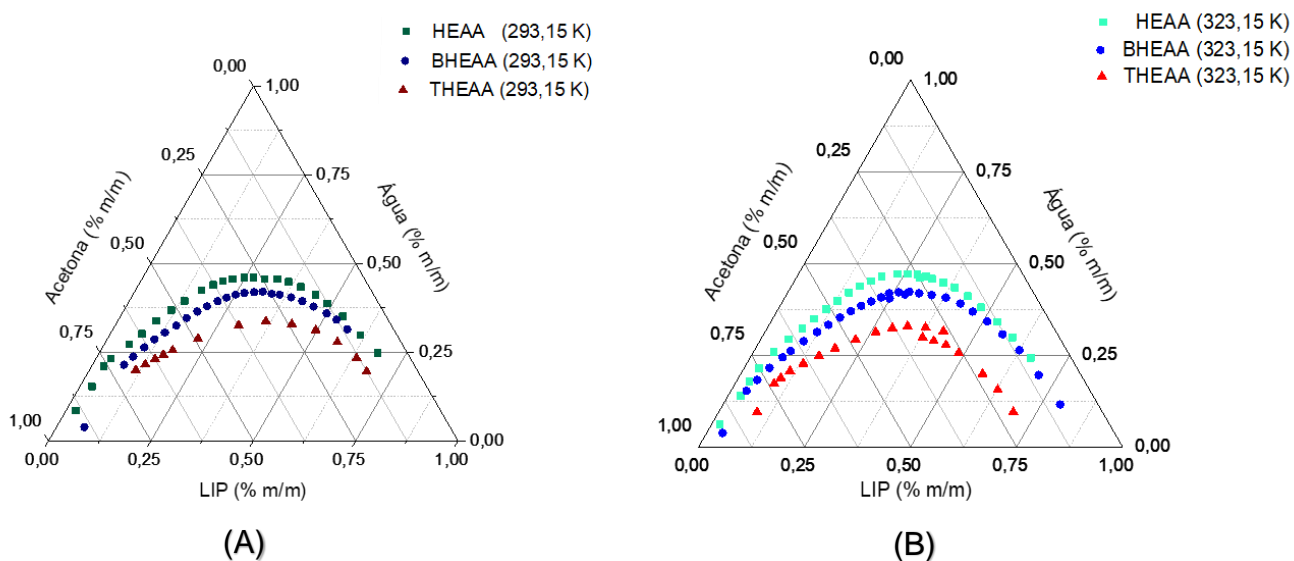 HEAA (293,15 K)
BHEAA (293,15 K)
THEAA (293,15 K)
0,00
1,00
0,25
0,75
0,50
0,50
0,75
0,25
1,00
0,00
0,00
0,25
0,50
0,75
1,00
Acetona (% m/m)
Água (% m/m)
LIP (% m/m)
(A)
HEAA (323,15 K)
BHEAA (323,15 K)
THEAA (323,15 K)
0,00
1,00
0,25
0,75
0,50
0,50
0,75
0,25
1,00
0,00
0,00
0,25
0,50
0,75
1,00
Acetona (% m/m)
Água (% m/m)
LIP (% m/m)
(B)